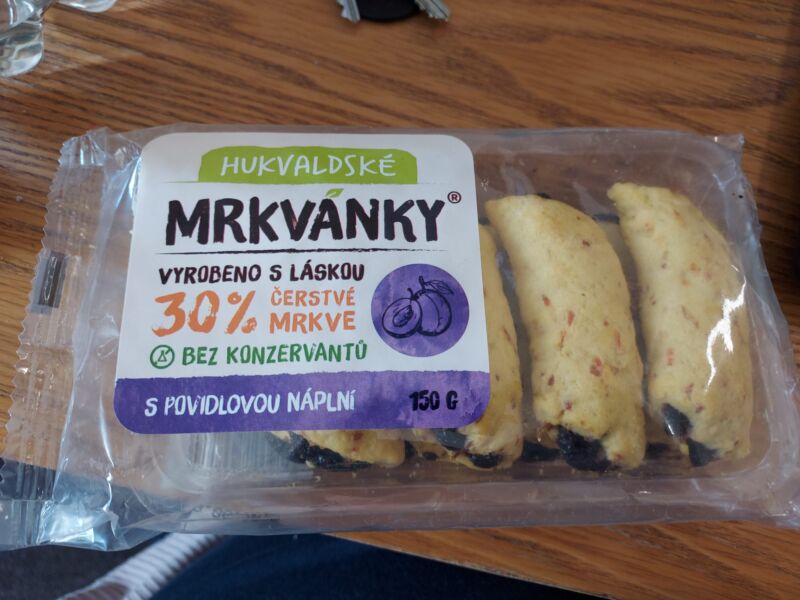 HUKVALDSKÉ
MRKVÁNKY®
VYROBENO S LÁSKOU
30% ČERSTVÉ
MRKVE
BEZ KONZERVANTŮ
S POVIDLOVOU NÁPLNÍ 150 G